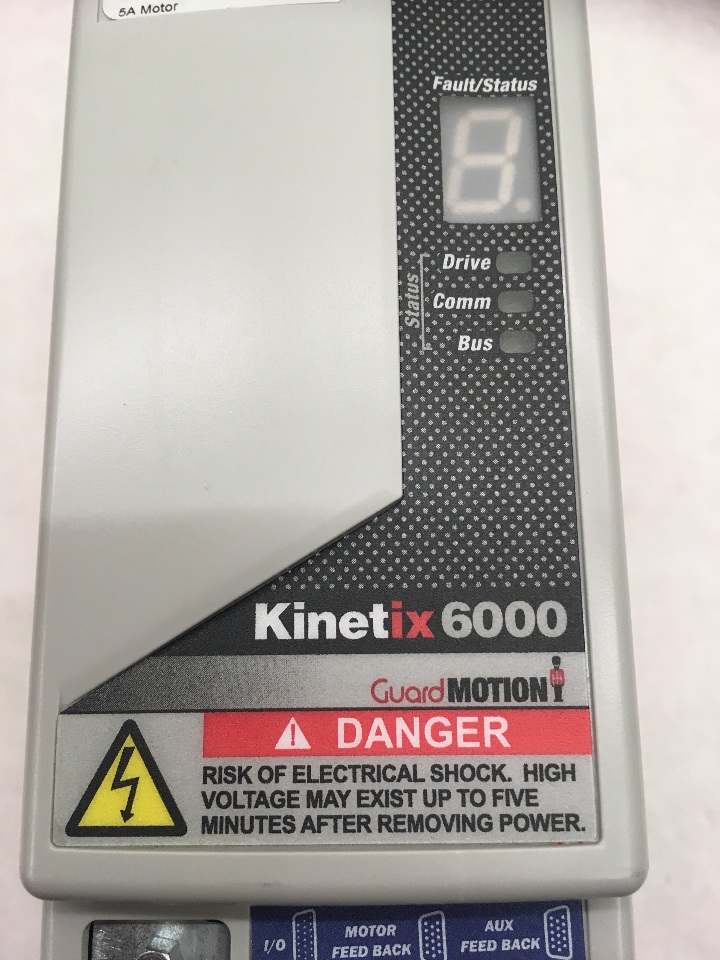 5A Motor
Fault/Status
8.
Status
Drive
Comm
Bus
Kinetix 6000
GuardMOTION
DANGER
RISK OF ELECTRICAL SHOCK. HIGH
VOLTAGE MAY EXIST UP TO FIVE
MINUTES AFTER REMOVING POWER.
I/O
MOTOR
FEED BACK
AUX
FEED BACK